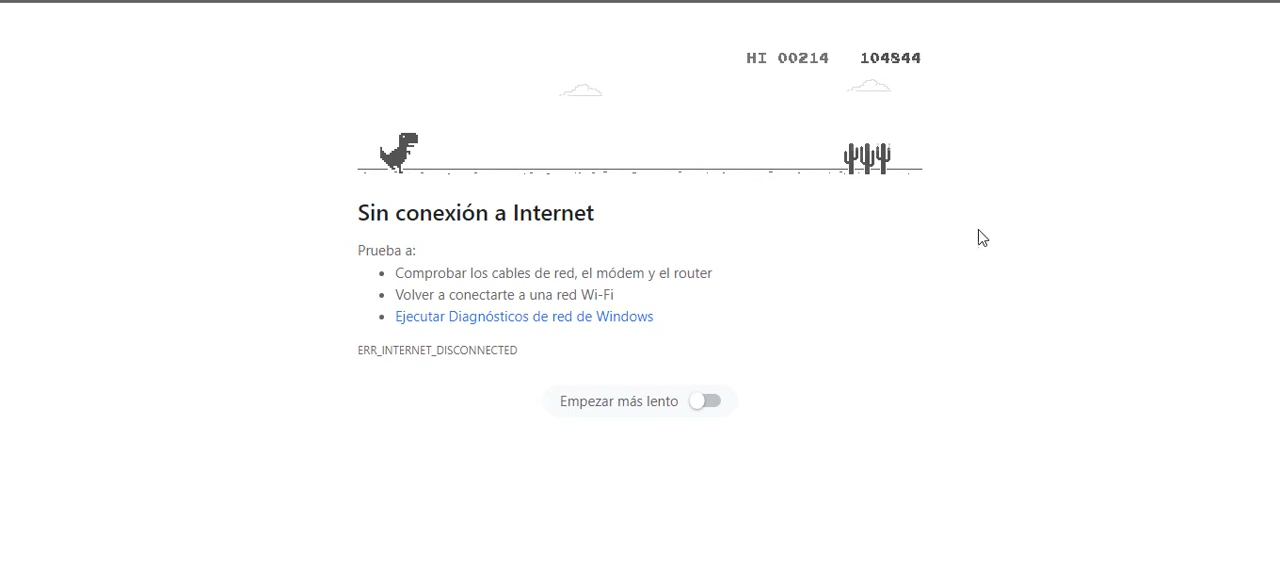 HI 00214 104844
Sin conexión a Internet
Prueba a:
Comprobar los cables de red, el módem y el router
Volver a conectarte a una red Wi-Fi
Ejecutar Diagnósticos de red de Windows
ERR_INTERNET_DISCONNECTED
Empezar más lento